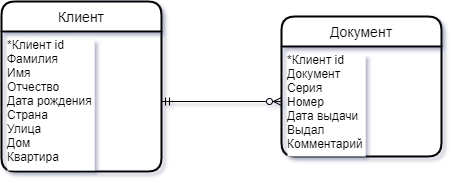 Клиент
*Клиент id
Фамилия
Имя
Отчество
Дата рождения
Страна
Улица
Дом
Квартира
Документ
*Клиент id
Документ
Серия
Номер
Дата выдачи
Выдал
Комментарий